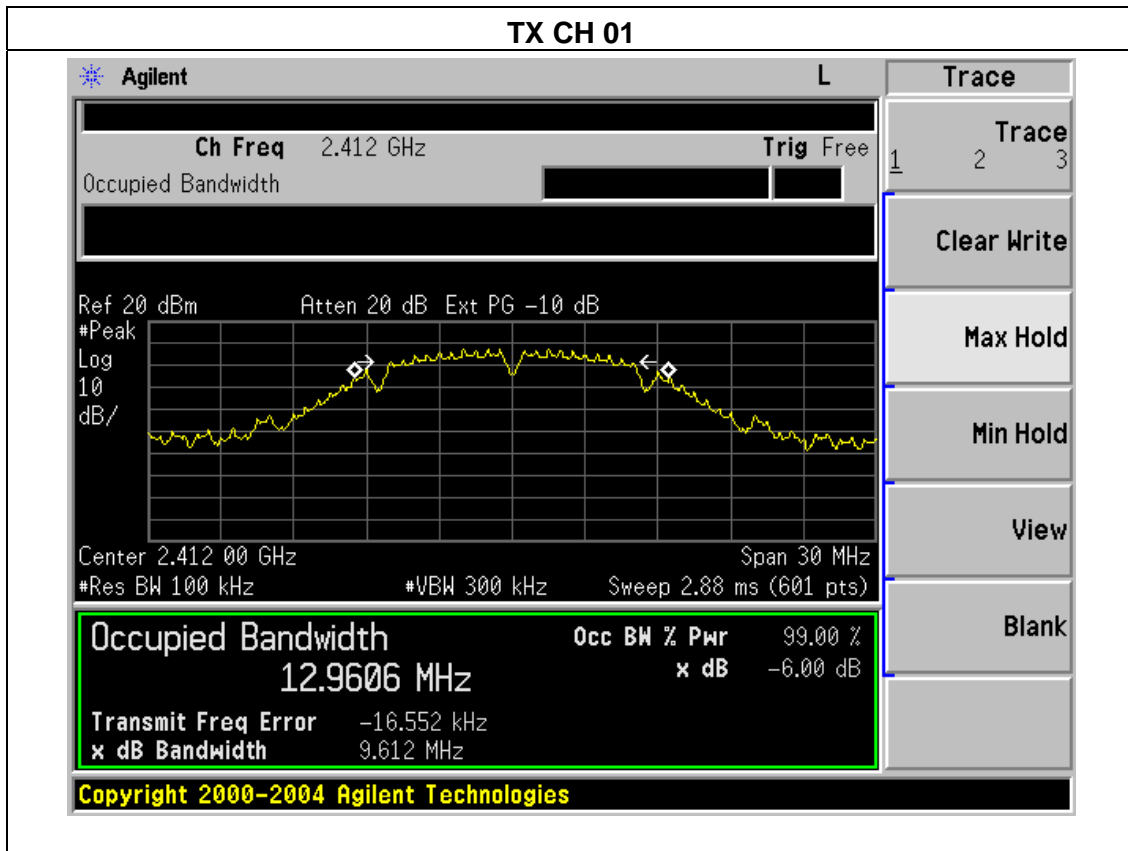 TX CH 01
Agilent L Trace
Ch Freq 2.412 GHz Trig Free
Occupied Bandwidth
Trace
1 2 3
Clear Write
Ref 20 dBm Atten 20 dB Ext PG -10 dB
#Peak
Log
10
dB/
Max Hold
Min Hold
View
Center 2.412 00 GHz Span 30 MHz
#Res BW 100 kHz #VBW 300 kHz Sweep 2.88 ms (601 pts)
Blank
Occupied Bandwidth Occ BW % Pwr 99.00 %
12.9606 MHz x dB -6.00 dB
Transmit Freq Error -16.552 kHz
x dB Bandwidth 9.612 MHz
Copyright 2000-2004 Agilent Technologies